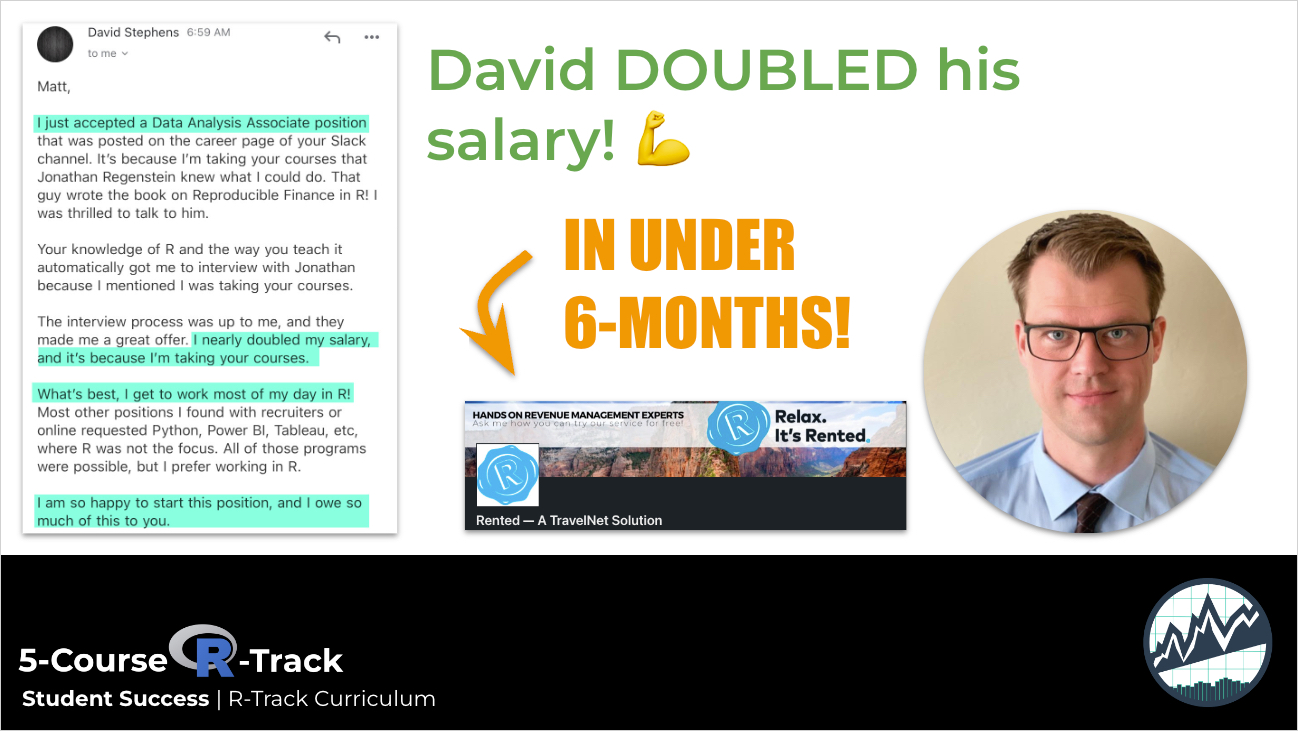 David Stephens 6:59 AM
to me
Matt,
I just accepted a Data Analysis Associate position
that was posted on the career page of your Slack
channel. It's because I'm taking your courses that
Jonathan Regenstein knew what I could do. That
guy wrote the book on Reproducible Finance in R! I
was thrilled to talk to him.
Your knowledge of R and the way you teach it
automatically got me to interview with Jonathan
because I mentioned I was taking your courses.
The interview process was up to me, and they
made me a great offer. I nearly doubled my salary,
and it's because I'm taking your courses.
What's best, I get to work most of my day in R!
Most other positions I found with recruiters or
online requested Python, Power BI, Tableau, etc,
where R was not the focus. All of those programs
were possible, but I prefer working in R.
I am so happy to start this position, and I owe so
much of this to you.
David DOUBLED his
salary! 💪
IN UNDER
6-MONTHS!
HANDS ON REVENUE MANAGEMENT EXPERTS
Ask me how you can try our service for free!
R
Relax.
It's Rented.
R
Rented — A TravelNet Solution
5-Course R-Track
Student Success | R-Track Curriculum